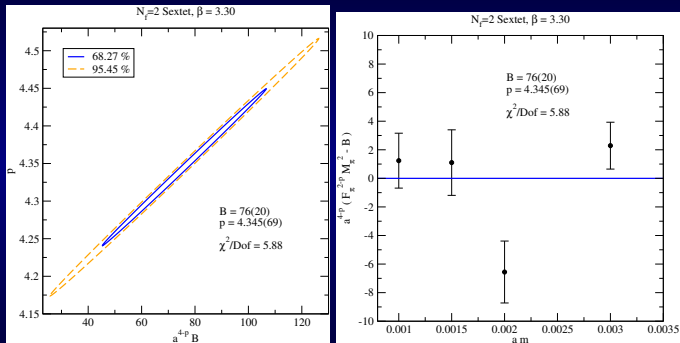 N_f=2 Sextet, β = 3.30
68.27 %
95.45 %
B = 76(20)
p = 4.345(69)
χ²/Dof = 5.88
p
4.5
4.45
4.4
4.35
4.3
4.25
4.2
4.15
40
60
80
100
120
a^{4-p} B
N_f=2 Sextet, β = 3.30
B = 76(20)
p = 4.345(69)
χ²/Dof = 5.88
a^{4-p} ( F_π^{2-p} M_π^2 - B )
10
8
6
4
2
0
-2
-4
-6
-8
-10
0.001
0.0015
0.002
0.0025
0.003
0.0035
a m